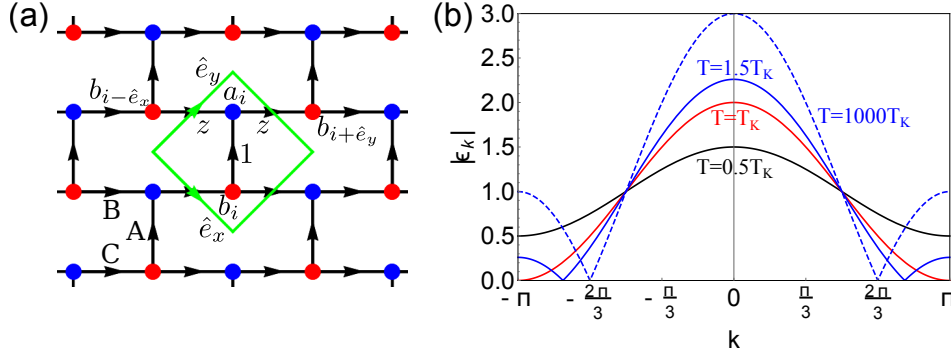 (a)
ê_y
b_{i-ê_x}
a_i
z
z
b_{i+ê_y}
1
B
b_i
ê_x
A
C
(b)
3.0
2.5
2.0
1.5
1.0
0.5
0
|ϵ_k|
T=1.5T_K
T=T_K
T=1000T_K
T=0.5T_K
- π
- 2π/3
- π/3
0
π/3
2π/3
π
k